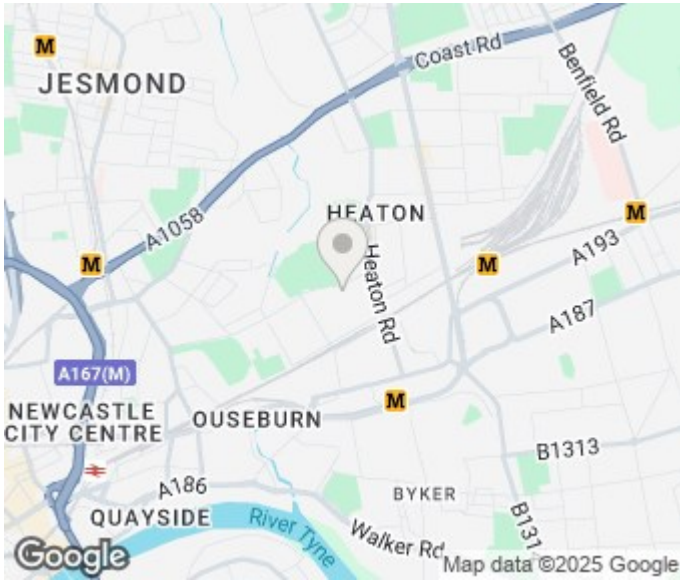 M
Coast Rd
Benfield Rd
JESMOND
A1058
HEATON
M
M
M
A193
Heaton Rd
A187
A167(M)
M
NEWCASTLE
CITY CENTRE
OUSEBURN
B1313
A186
BYKER
QUAYSIDE
River Tyne
Walker Rd
B131
Google
Map data ©2025 Google